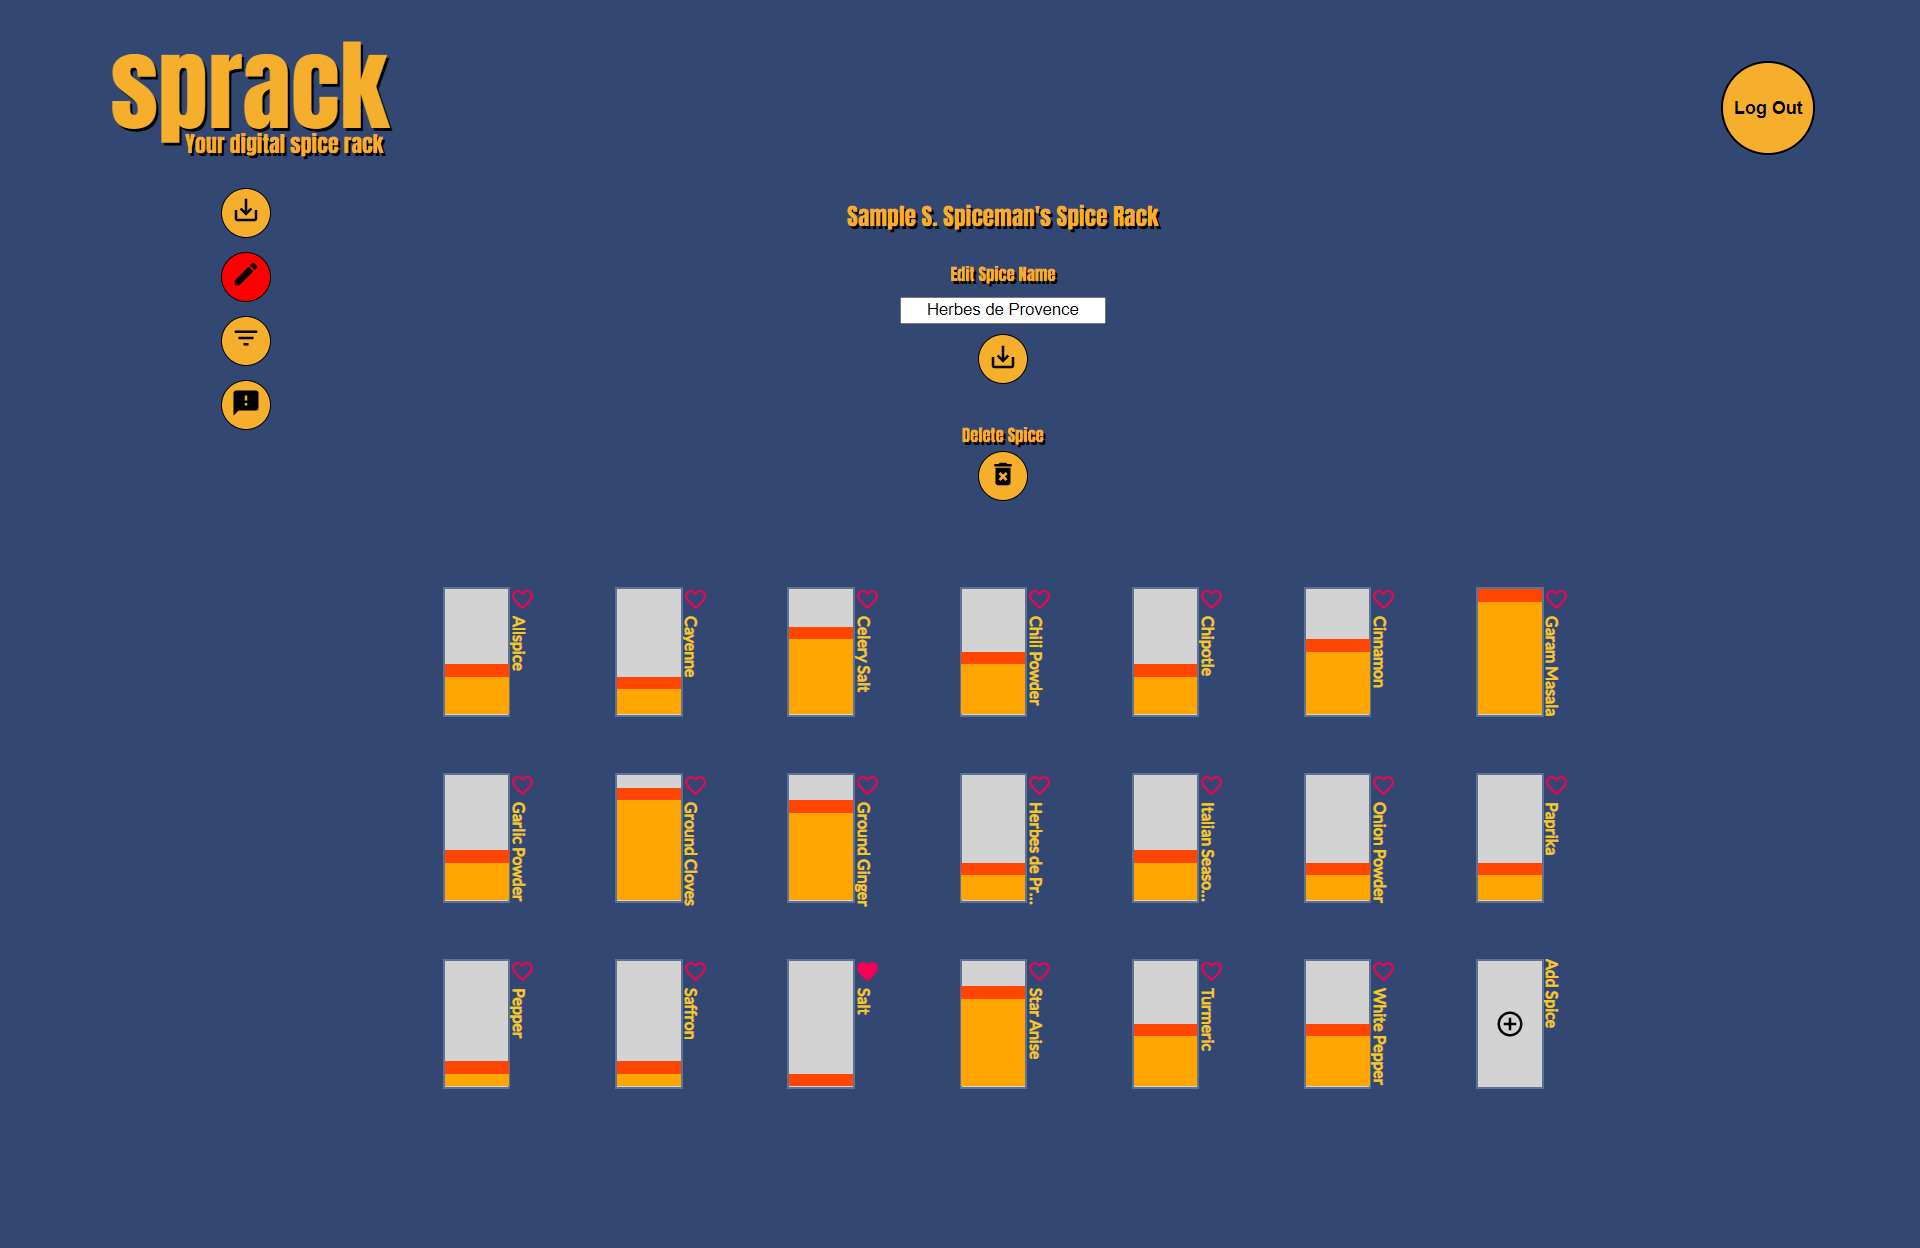 sprack
Your digital spice rack
Log Out
Sample S. Spiceman's Spice Rack
Edit Spice Name
Herbes de Provence
Delete Spice
Allspice
Cayenne
Celery Salt
Chili Powder
Chipotle
Cinnamon
Garam Masala
Garlic Powder
Ground Cloves
Ground Ginger
Herbes de Pr...
Italian Seaso...
Onion Powder
Paprika
Pepper
Saffron
Salt
Star Anise
Turmeric
White Pepper
Add Spice